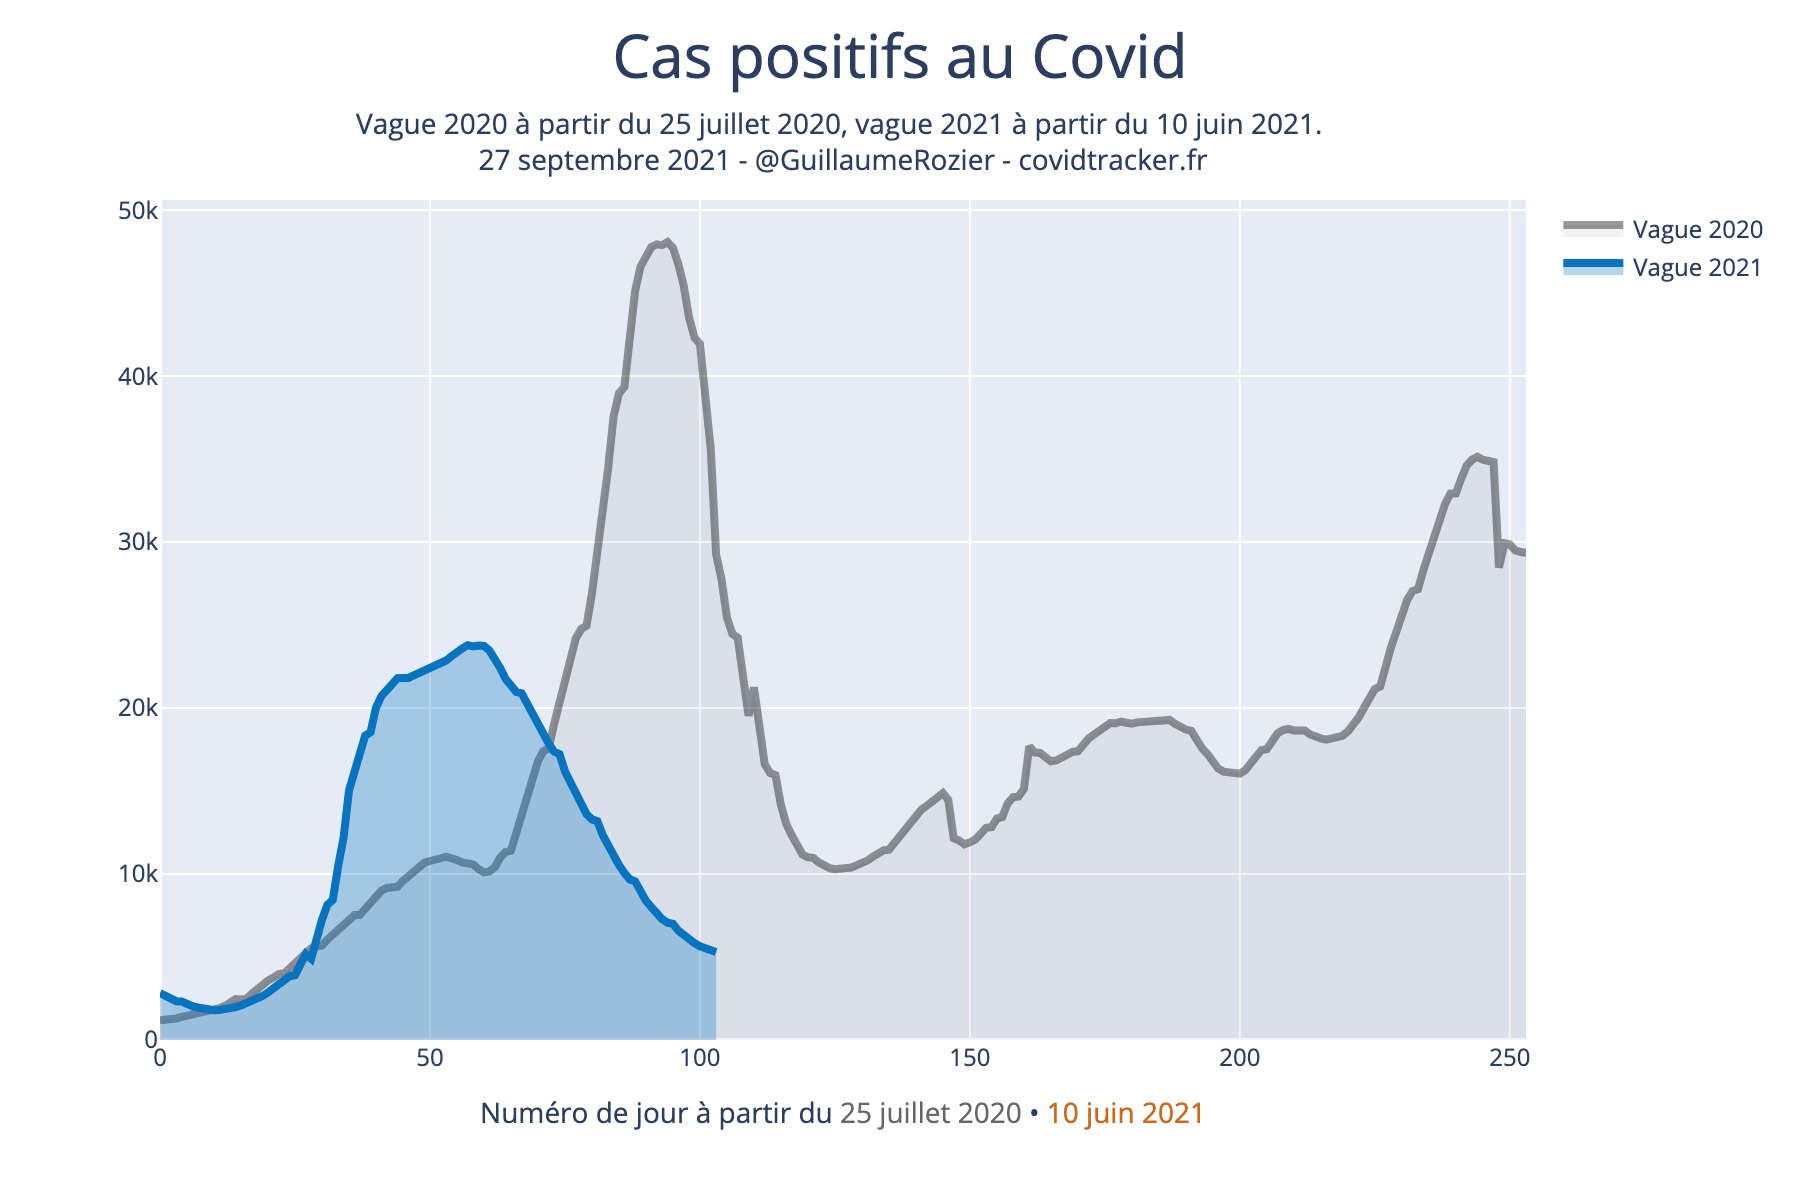 Cas positifs au Covid
Vague 2020 à partir du 25 juillet 2020, vague 2021 à partir du 10 juin 2021.
27 septembre 2021 - @GuillaumeRozier - covidtracker.fr
50k
40k
30k
20k
10k
0
Vague 2020
Vague 2021
0 50 100 150 200 250
Numéro de jour à partir du 25 juillet 2020 • 10 juin 2021